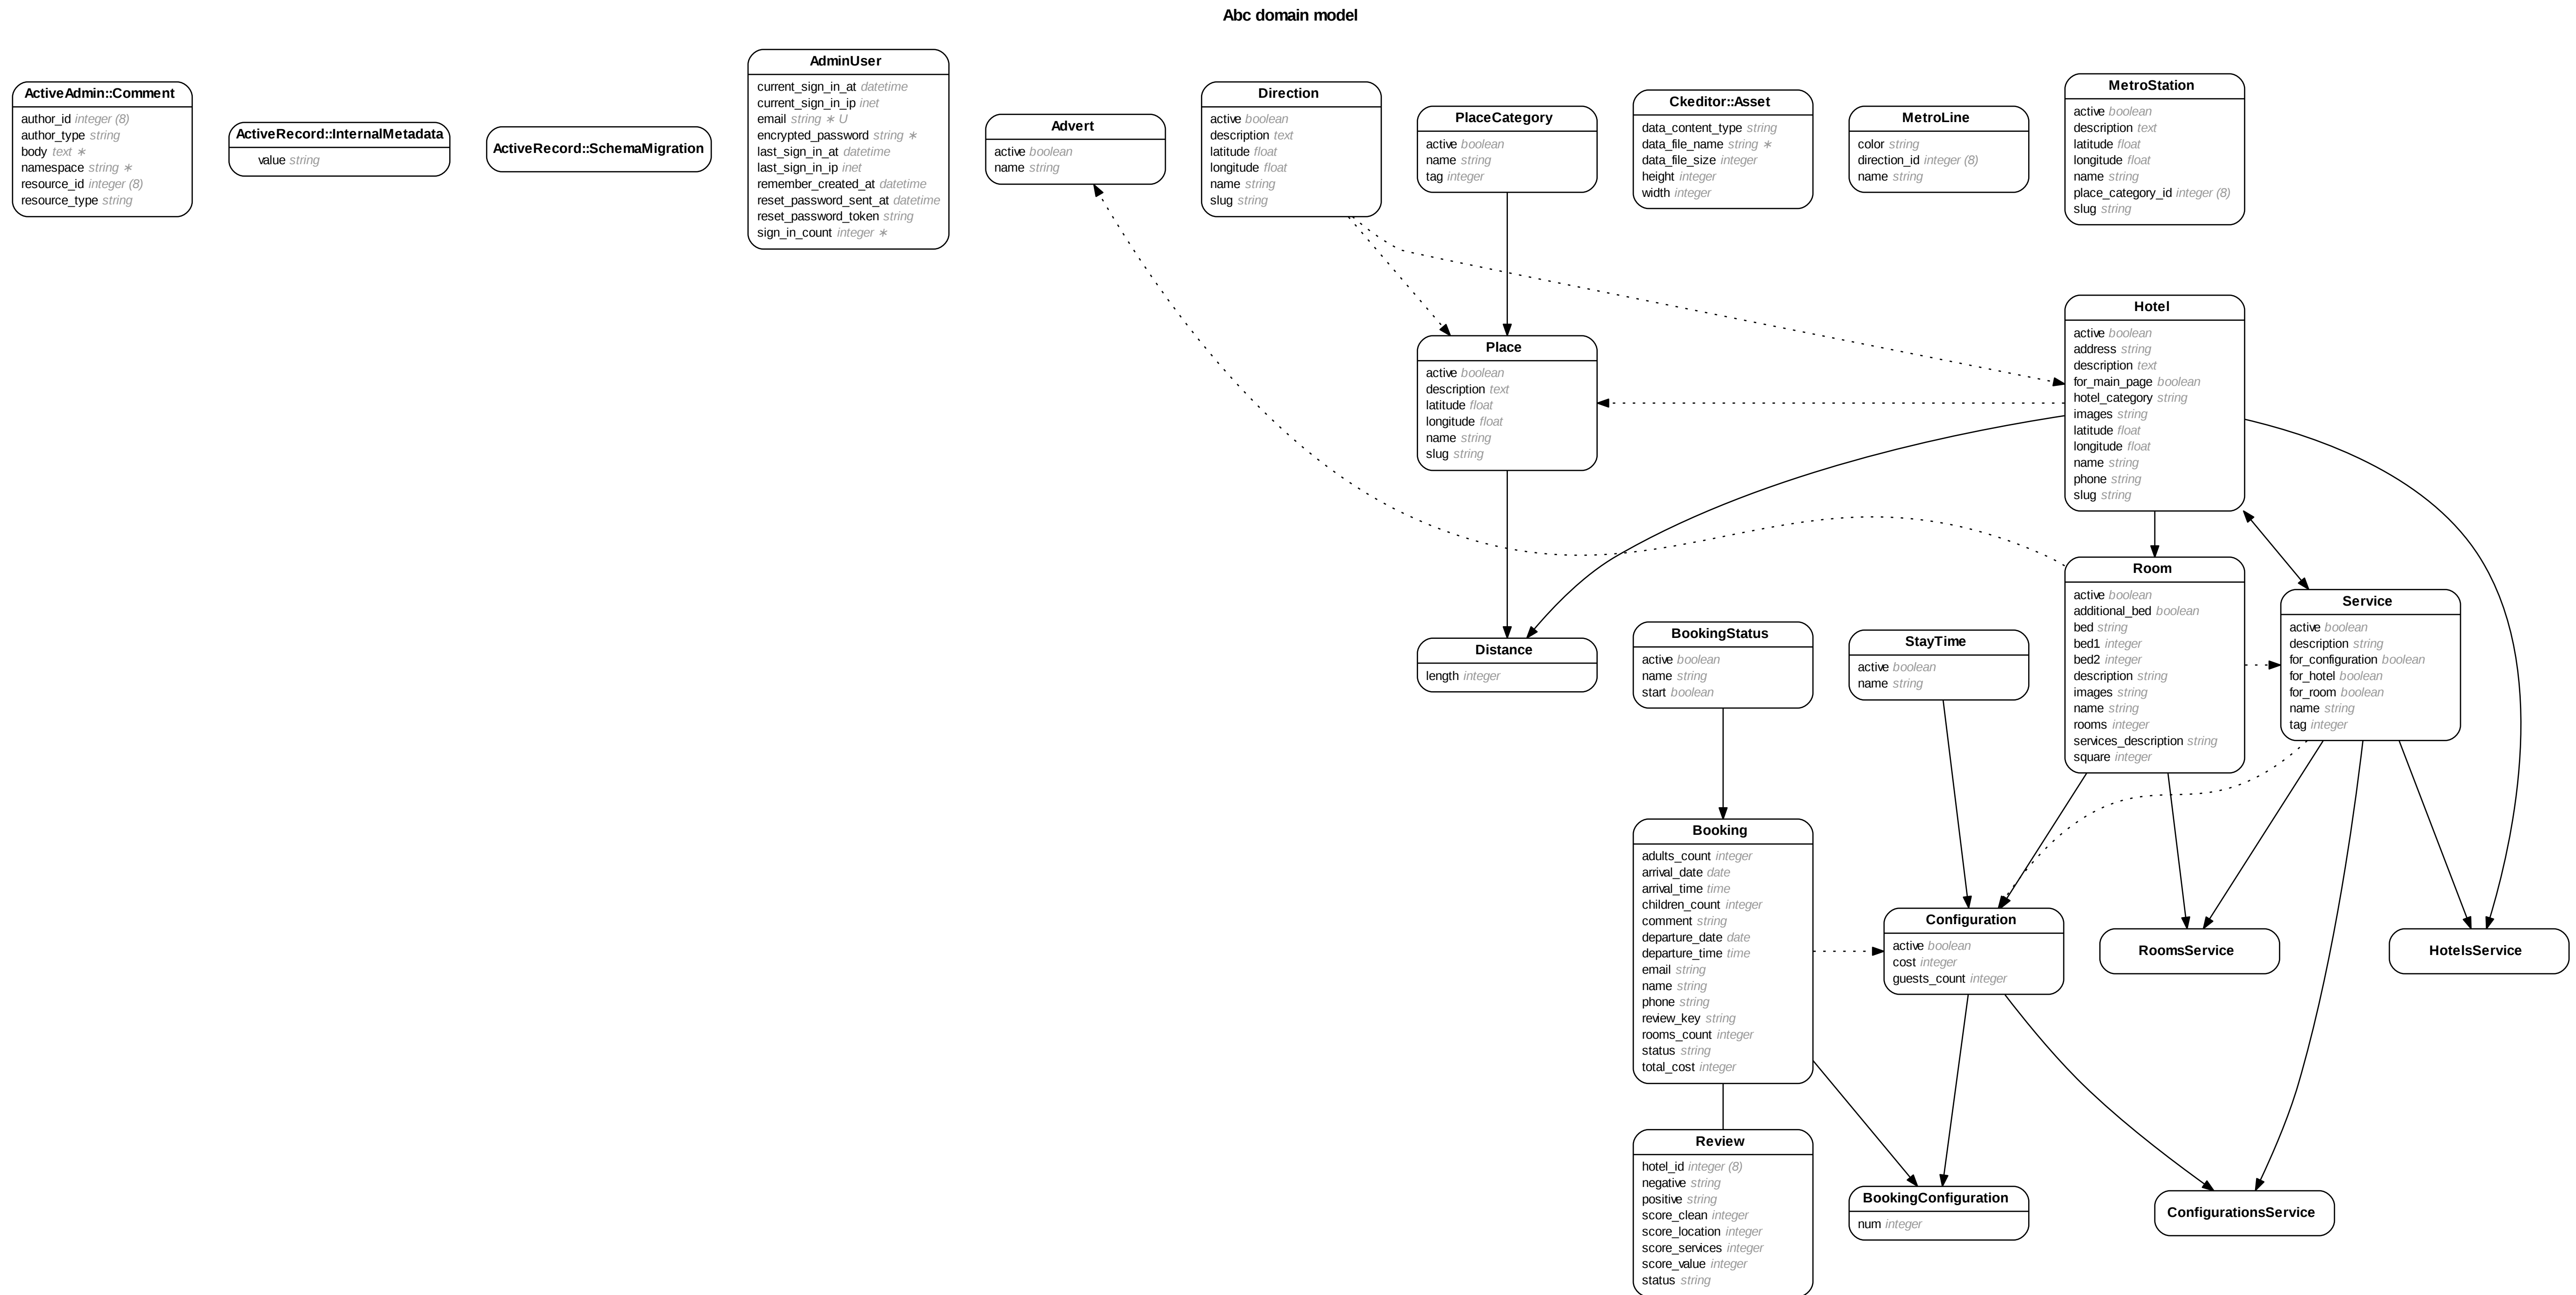 Abc domain model
ActiveAdmin::Comment
author_id integer (8)
author_type string
body text ∗
namespace string ∗
resource_id integer (8)
resource_type string
ActiveRecord::InternalMetadata
value string
ActiveRecord::SchemaMigration
AdminUser
current_sign_in_at datetime
current_sign_in_ip inet
email string ∗ U
encrypted_password string ∗
last_sign_in_at datetime
last_sign_in_ip inet
remember_created_at datetime
reset_password_sent_at datetime
reset_password_token string
sign_in_count integer ∗
Advert
active boolean
name string
Direction
active boolean
description text
latitude float
longitude float
name string
slug string
PlaceCategory
active boolean
name string
tag integer
Ckeditor::Asset
data_content_type string
data_file_name string ∗
data_file_size integer
height integer
width integer
MetroLine
color string
direction_id integer (8)
name string
MetroStation
active boolean
description text
latitude float
longitude float
name string
place_category_id integer (8)
slug string
Hotel
active boolean
address string
description text
for_main_page boolean
hotel_category string
images string
latitude float
longitude float
name string
phone string
slug string
Place
active boolean
description text
latitude float
longitude float
name string
slug string
Room
active boolean
additional_bed boolean
bed string
bed1 integer
bed2 integer
description string
images string
name string
rooms integer
services_description string
square integer
Service
active boolean
description string
for_configuration boolean
for_hotel boolean
for_room boolean
name string
tag integer
Distance
length integer
BookingStatus
active boolean
name string
start boolean
StayTime
active boolean
name string
Booking
adults_count integer
arrival_date date
arrival_time time
children_count integer
comment string
departure_date date
departure_time time
email string
name string
phone string
review_key string
rooms_count integer
status string
total_cost integer
Configuration
active boolean
cost integer
guests_count integer
RoomsService
HotelsService
Review
hotel_id integer (8)
negative string
positive string
score_clean integer
score_location integer
score_services integer
score_value integer
status string
BookingConfiguration
num integer
ConfigurationsService